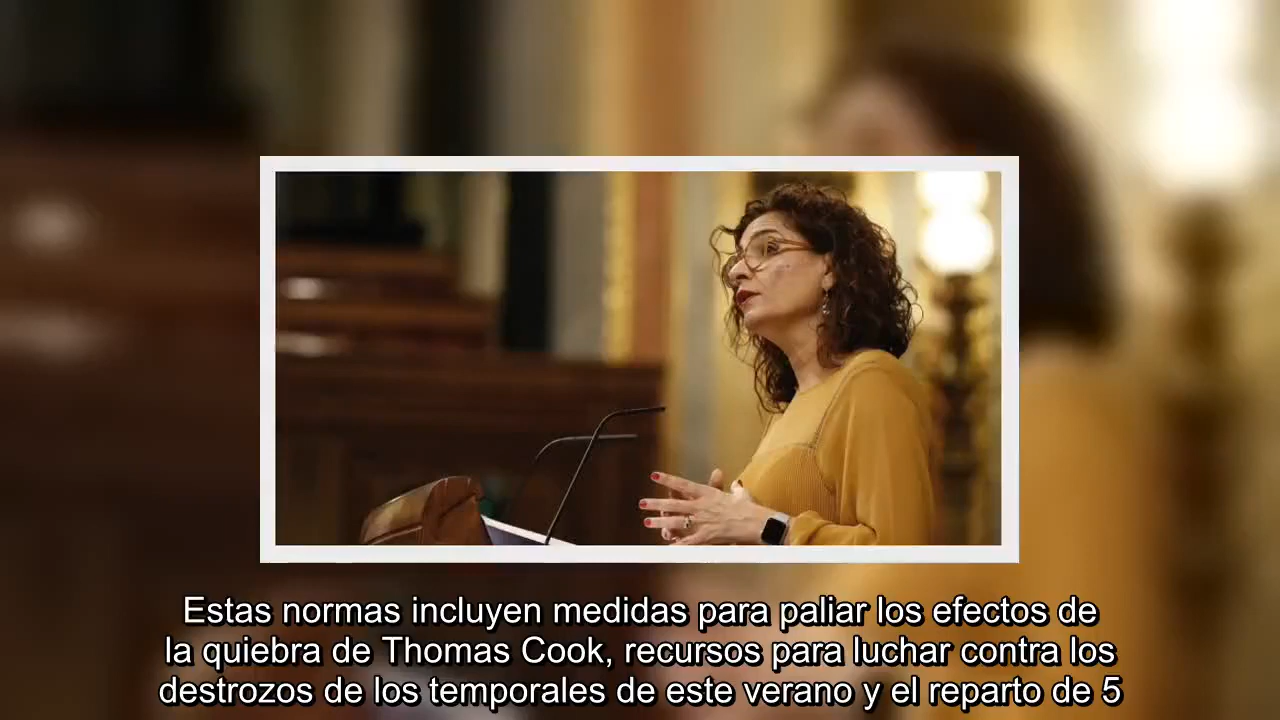 Estas normas incluyen medidas para paliar los efectos de
la quiebra de Thomas Cook, recursos para luchar contra los
destrozos de los temporales de este verano y el reparto de 5